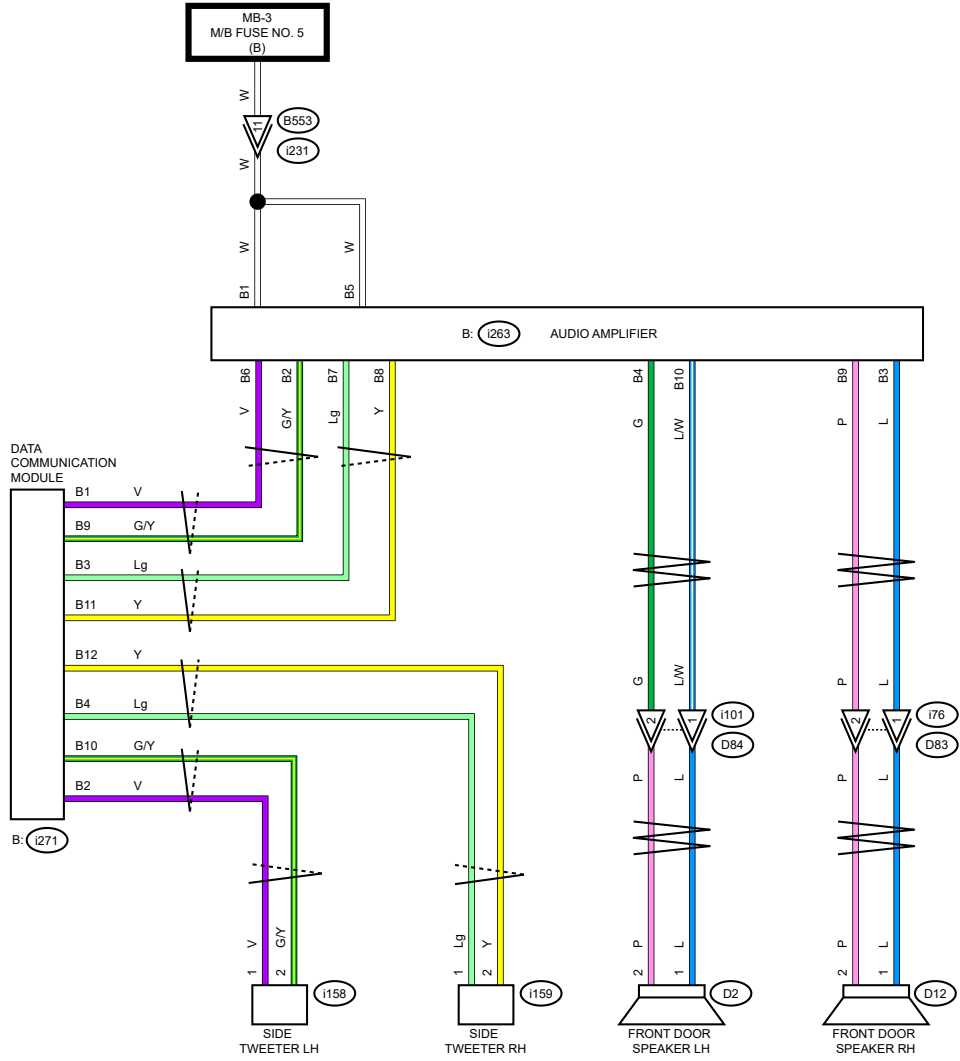 MB-3
M/B FUSE NO. 5
(B)
W
11
B553
i231
W
W
W
B1
B5
B: i263 AUDIO AMPLIFIER
B6
B2
B7
B8
B4
B10
B9
B3
V
G/Y
Lg
Y
G
L/W
P
L
DATA
COMMUNICATION
MODULE
B1 V
B9 G/Y
B3 Lg
B11 Y
B12 Y
B4 Lg
B10 G/Y
B2 V
B: i271
G
L/W
P
L
2
1
i101
D84
2
1
i76
D83
P
L
P
L
V
G/Y
Lg
Y
P
L
P
L
1
2
1
2
2
1
2
1
i158
i159
D2
D12
SIDE
TWEETER LH
SIDE
TWEETER RH
FRONT DOOR
SPEAKER LH
FRONT DOOR
SPEAKER RH